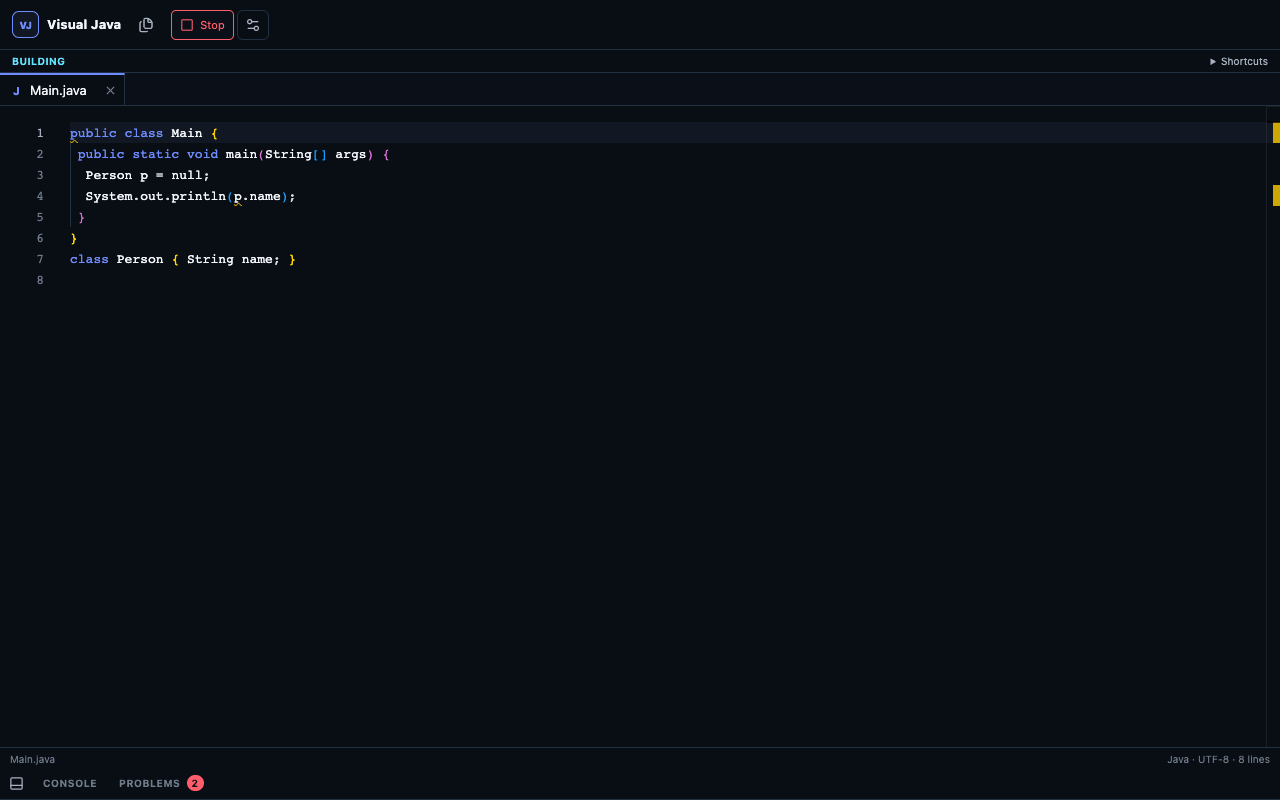 VJ Visual Java Stop
BUILDING Shortcuts
J Main.java
1 public class Main {
2 public static void main(String[] args) {
3 Person p = null;
4 System.out.println(p.name);
5 }
6 }
7 class Person { String name; }
8
Main.java Java · UTF-8 · 8 lines
CONSOLE PROBLEMS 2